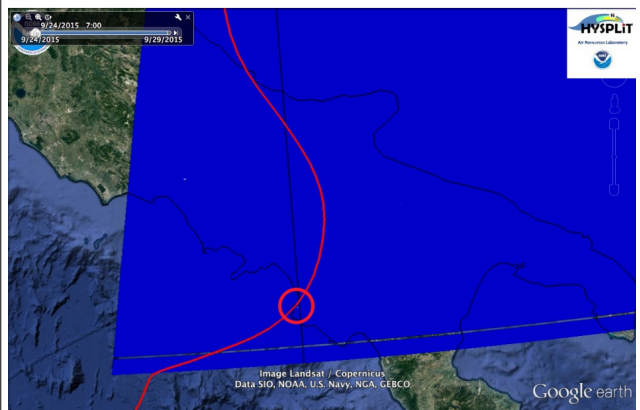 9/24/2015 7:00
9/24/2015
9/29/2015
N
HYSPLIT
Air Resources Laboratory
Image Landsat / Copernicus
Data SIO, NOAA, U.S. Navy, NGA, GEBCO
Google earth